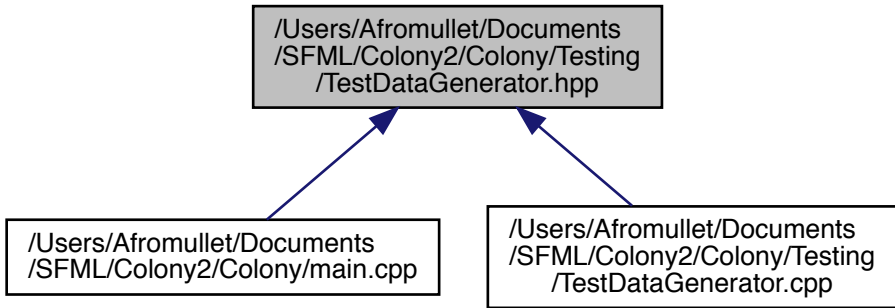 /Users/Afromullet/Documents
/SFML/Colony2/Colony/Testing
/TestDataGenerator.hpp
/Users/Afromullet/Documents
/SFML/Colony2/Colony/main.cpp
/Users/Afromullet/Documents
/SFML/Colony2/Colony/Testing
/TestDataGenerator.cpp